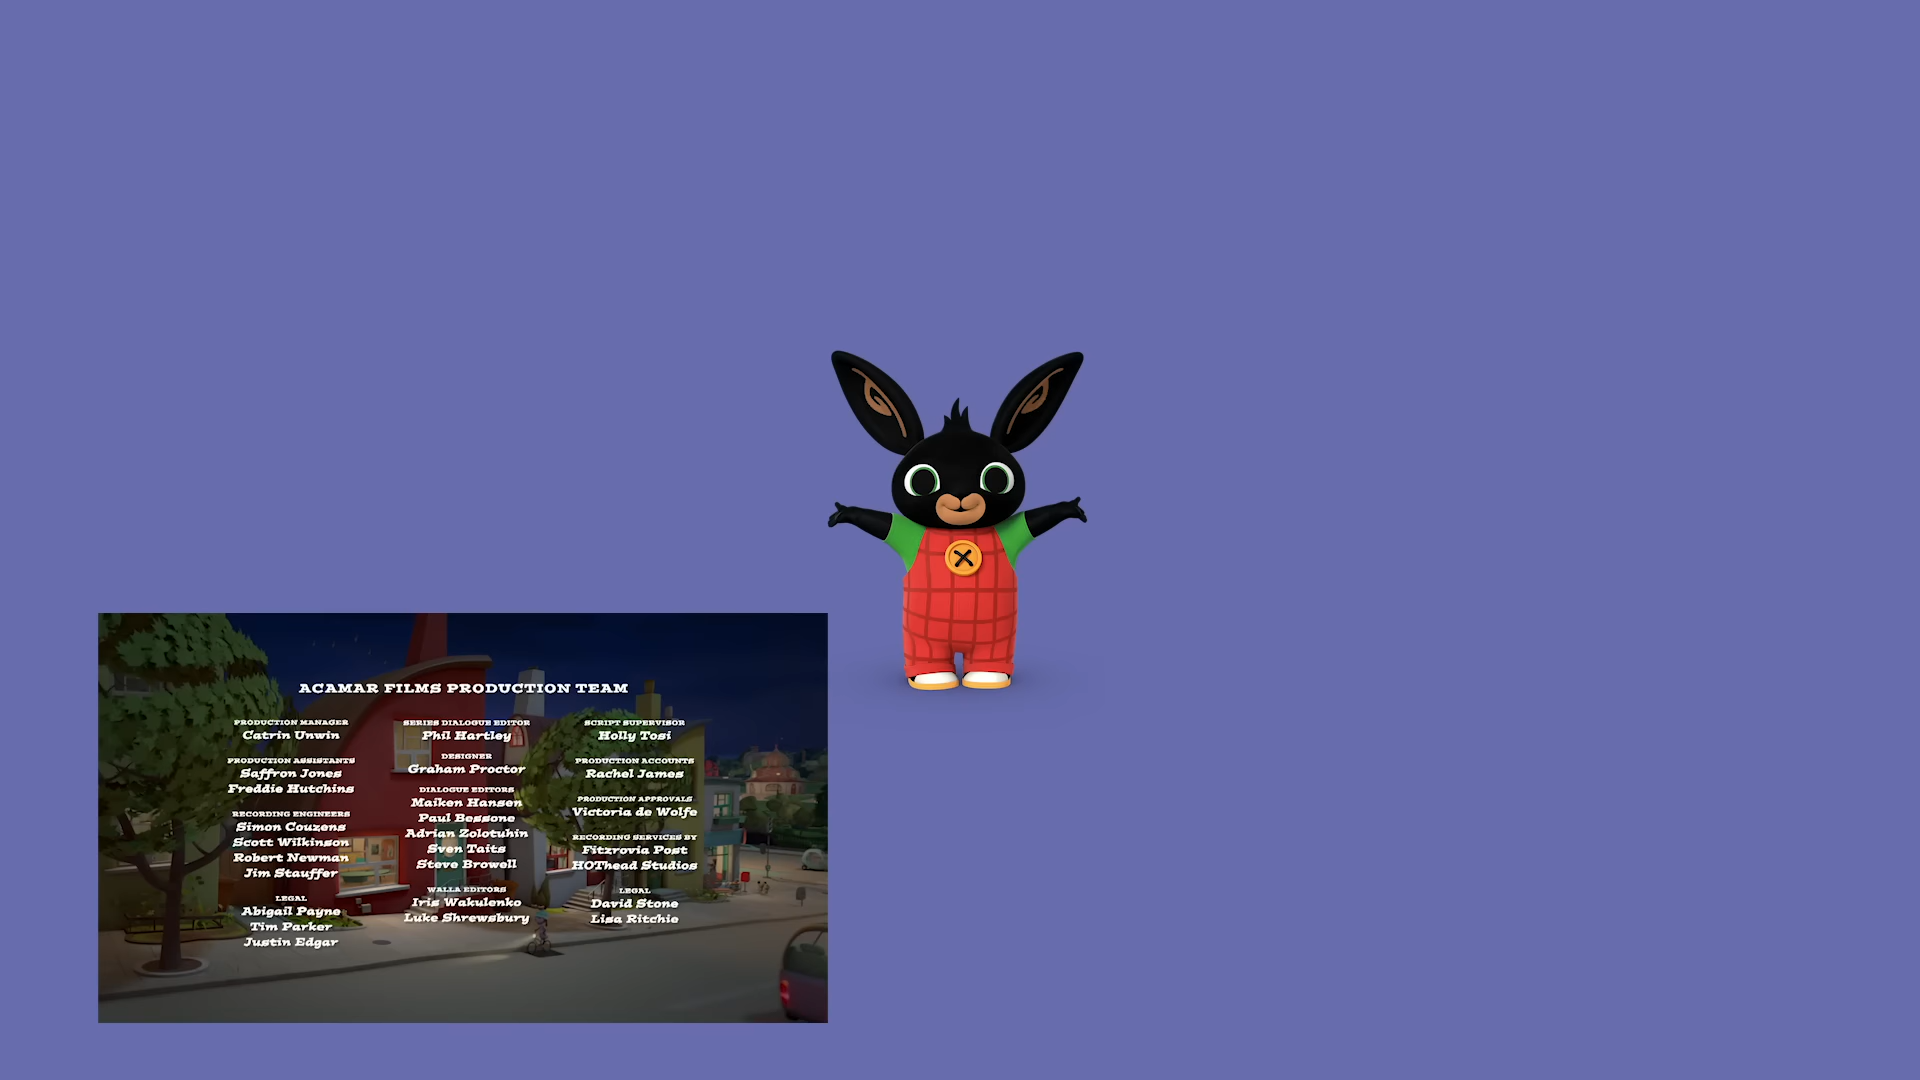 ACAMAR FILMS PRODUCTION TEAM
PRODUCTION MANAGER
Catrin Unwin
PRODUCTION ASSISTANTS
Saffron Jones
Freddie Hutchins
RECORDING ENGINEERS
Simon Couzens
Scott Wilkinson
Robert Newman
Jim Stauffer
LEGAL
Abigail Payne
Tim Parker
Justin Edgar
SERIES DIALOGUE EDITOR
Phil Hartley
DESIGNER
Graham Proctor
DIALOGUE EDITORS
Maiken Hansen
Paul Bessone
Adrian Zolotuhin
Sven Taits
Steve Browell
WALLA EDITORS
Iris Wakulenko
Luke Shrewsbury
SCRIPT SUPERVISOR
Holly Tosi
PRODUCTION ACCOUNTS
Rachel James
PRODUCTION APPROVALS
Victoria de Wolfe
RECORDING SERVICES BY
Fitzrovia Post
HOThead Studios
LEGAL
David Stone
Lisa Ritchie